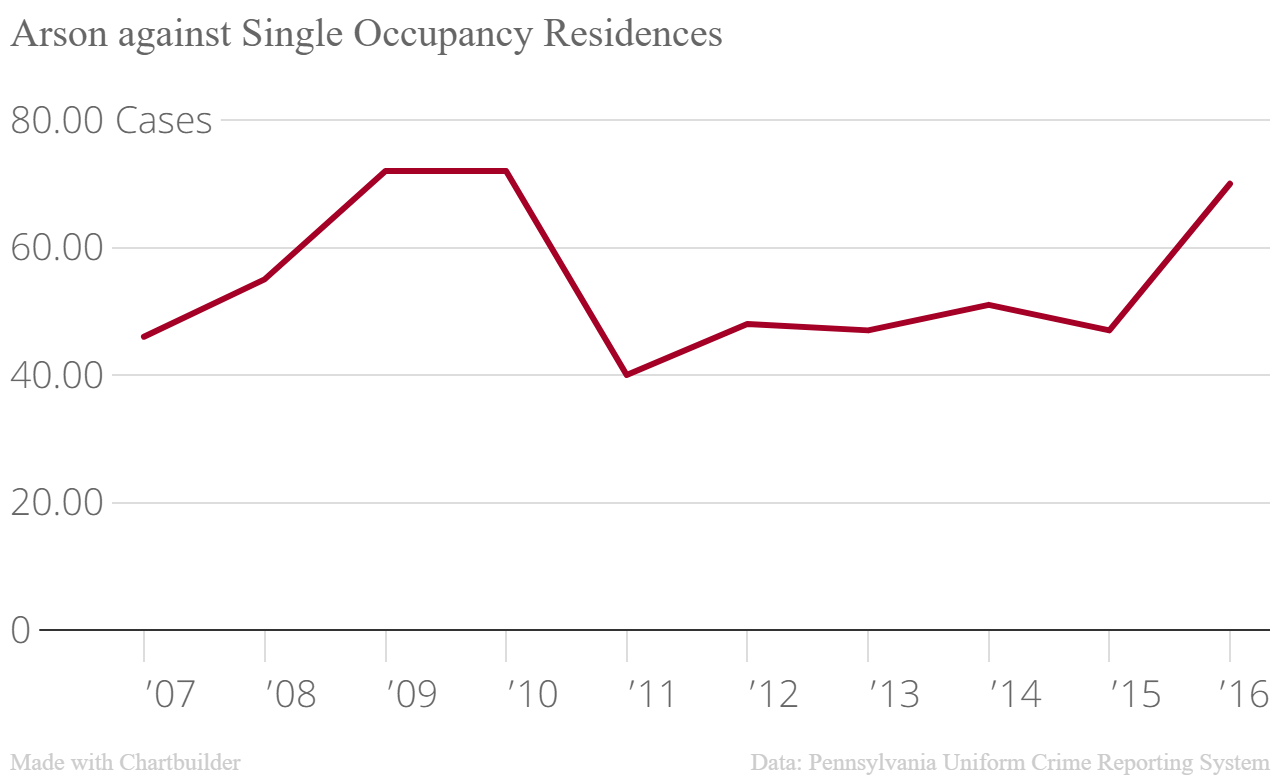 Arson against Single Occupancy Residences
80.00 Cases
60.00
40.00
20.00
0
’07 ’08 ’09 ’10 ’11 ’12 ’13 ’14 ’15 ’16
Made with Chartbuilder Data: Pennsylvania Uniform Crime Reporting System